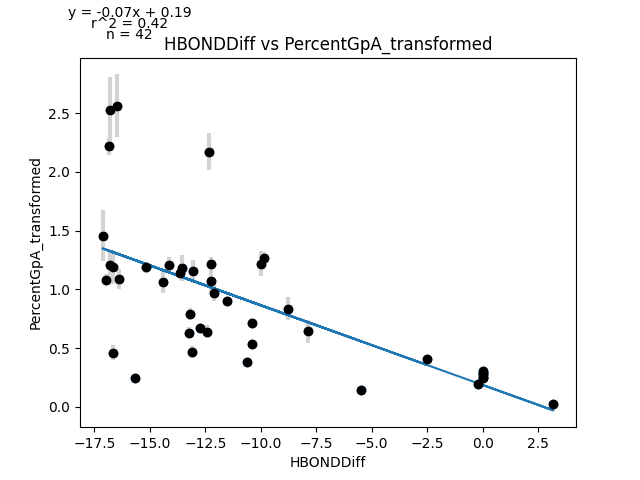 y = -0.07x + 0.19
r^2 = 0.42
n = 42
HBONDDiff vs PercentGpA_transformed
PercentGpA_transformed
2.5
2.0
1.5
1.0
0.5
0.0
−17.5 −15.0 −12.5 −10.0 −7.5 −5.0 −2.5 0.0 2.5
HBONDDiff